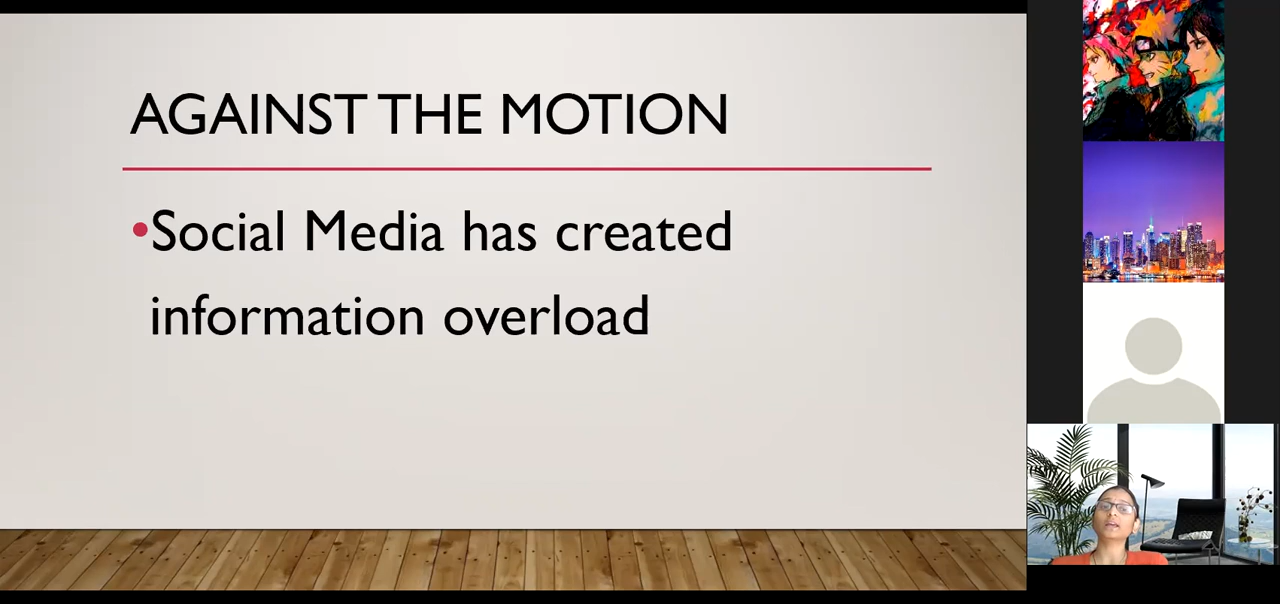 AGAINST THE MOTION
•Social Media has created
information overload